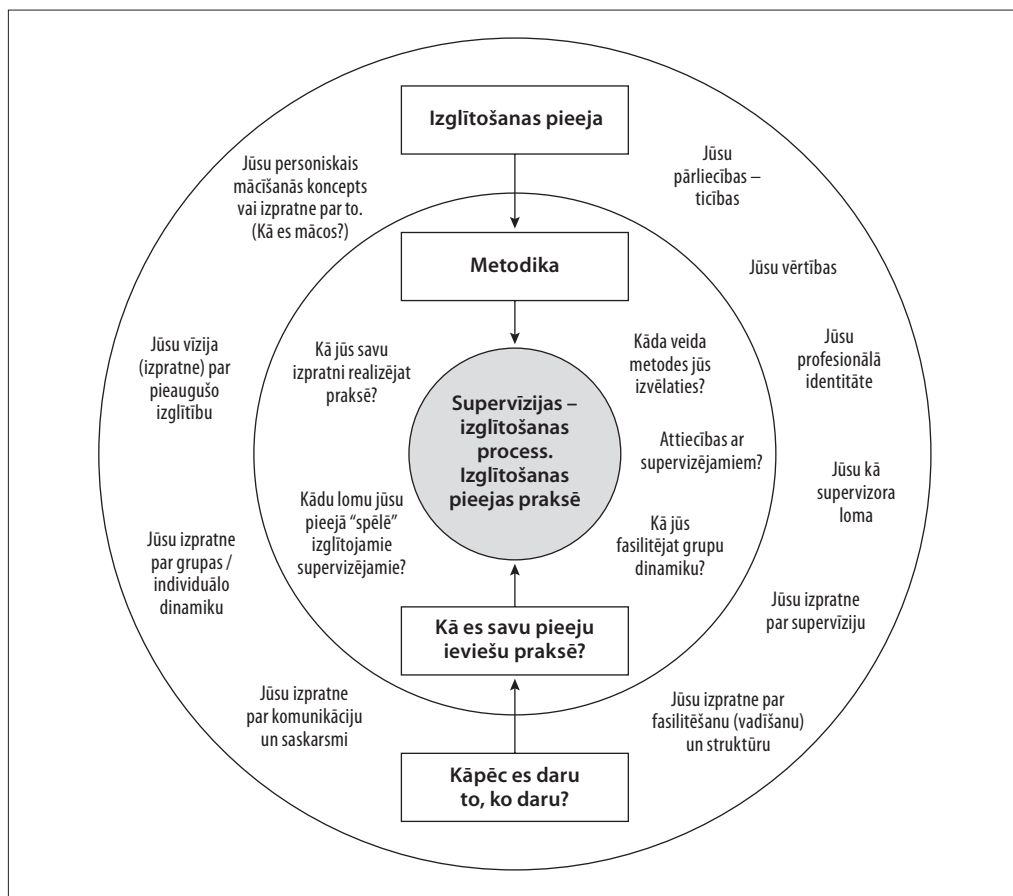 Izglītošanas pieeja
Jūsu personiskais
mācīšanās koncepts
vai izpratne par to.
(Kā es mācos?)
Jūsu
pārliecības –
ticības
Metodika
Jūsu vērtības
Jūsu vīzija
(izpratne) par
pieaugušo
izglītību
Kā jūs savu
izpratni realizējat
praksē?
Kāda veida
metodes jūs
izvēlaties?
Jūsu
profesionālā
identitāte
Supervīzijas –
izglītošanas
process.
Izglītošanas
pieejas praksē
Attiecības ar
supervizējamiem?
Jūsu kā
supervizora
loma
Kādu lomu jūsu
pieejā “spēlē”
izglītojamie
supervizējamie?
Kā jūs
fasilitējat grupu
dinamiku?
Jūsu izpratne
par grupas /
individuālo
dinamiku
Jūsu izpratne
par supervīziju
Kā es savu pieeju
ieviešu praksē?
Jūsu izpratne
par komunikāciju
un saskarsmi
Jūsu izpratne par
fasilitēšanu (vadīšanu)
un struktūru
Kāpēc es daru
to, ko daru?